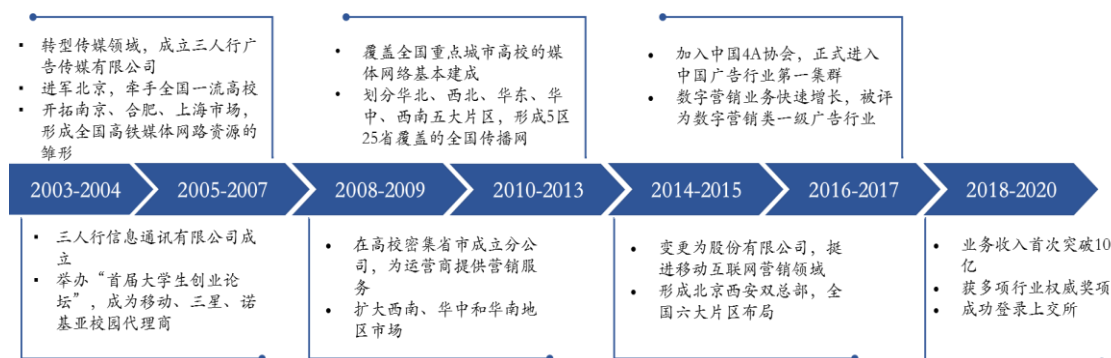 ▪ 转型传媒领域，成立三人行广
告传媒有限公司
▪ 进军北京，牵手全国一流高校
▪ 开拓南京、合肥、上海市场，
形成全国高铁媒体网路资源的
雏形
• 覆盖全国重点城市高校的媒
体网络基本建成
• 划分华北、西北、华东、华
中、西南五大片区，形成5区
25省覆盖的全国传播网
• 加入中国4A协会，正式进入
中国广告行业第一集群
• 数字营销业务快速增长，被评
为数字营销类一级广告行业
2003-2004 2005-2007 2008-2009 2010-2013 2014-2015 2016-2017 2018-2020
▪ 三人行信息通讯有限公司成
立
▪ 举办“首届大学生创业论
坛”，成为移动、三星、诺
基亚校园代理商
• 在高校密集省市成立分公
司，为运营商提供营销服
务
• 扩大西南、华中和华南地
区市场
• 变更为股份有限公司，挺
进移动互联网营销领域
• 形成北京西安双总部，全
国六大片区布局
• 业务收入首次突破10
亿
• 获多项行业权威奖项
• 成功登录上交所